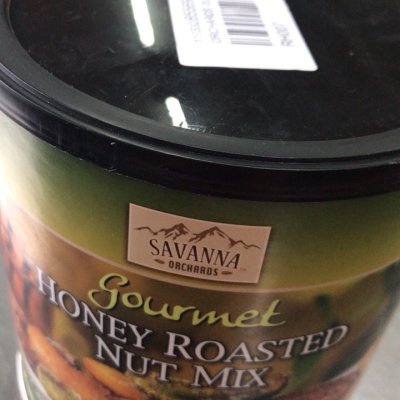 SAVANNA
ORCHARDS
gourmet
HONEY ROASTED
NUT MIX